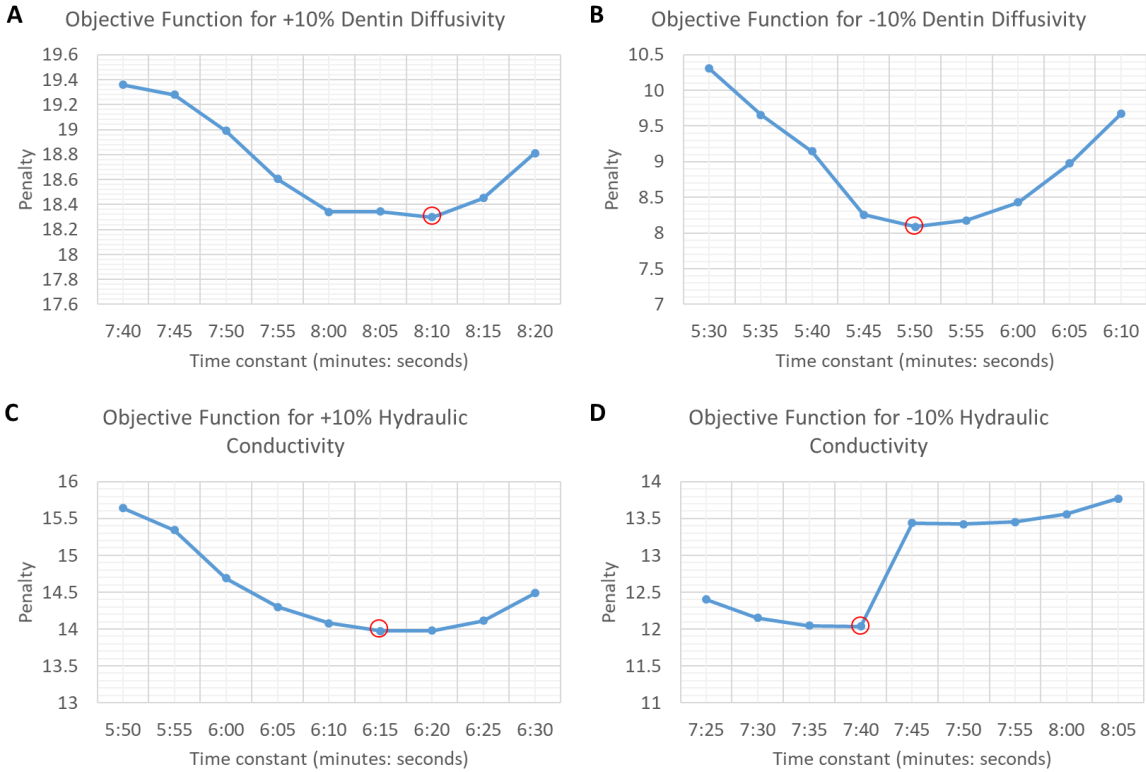 A
Objective Function for +10% Dentin Diffusivity
19.6
19.4
19.2
19
18.8
18.6
18.4
18.2
18
17.8
17.6
Penalty
7:40 7:45 7:50 7:55 8:00 8:05 8:10 8:15 8:20
Time constant (minutes: seconds)
B
Objective Function for -10% Dentin Diffusivity
10.5
10
9.5
9
8.5
8
7.5
7
Penalty
5:30 5:35 5:40 5:45 5:50 5:55 6:00 6:05 6:10
Time constant (minutes: seconds)
C
Objective Function for +10% Hydraulic
Conductivity
16
15.5
15
14.5
14
13.5
13
Penalty
5:50 5:55 6:00 6:05 6:10 6:15 6:20 6:25 6:30
Time constant (minutes: seconds)
D
Objective Function for -10% Hydraulic
Conductivity
14
13.5
13
12.5
12
11.5
11
Penalty
7:25 7:30 7:35 7:40 7:45 7:50 7:55 8:00 8:05
Time constant (minutes: seconds)